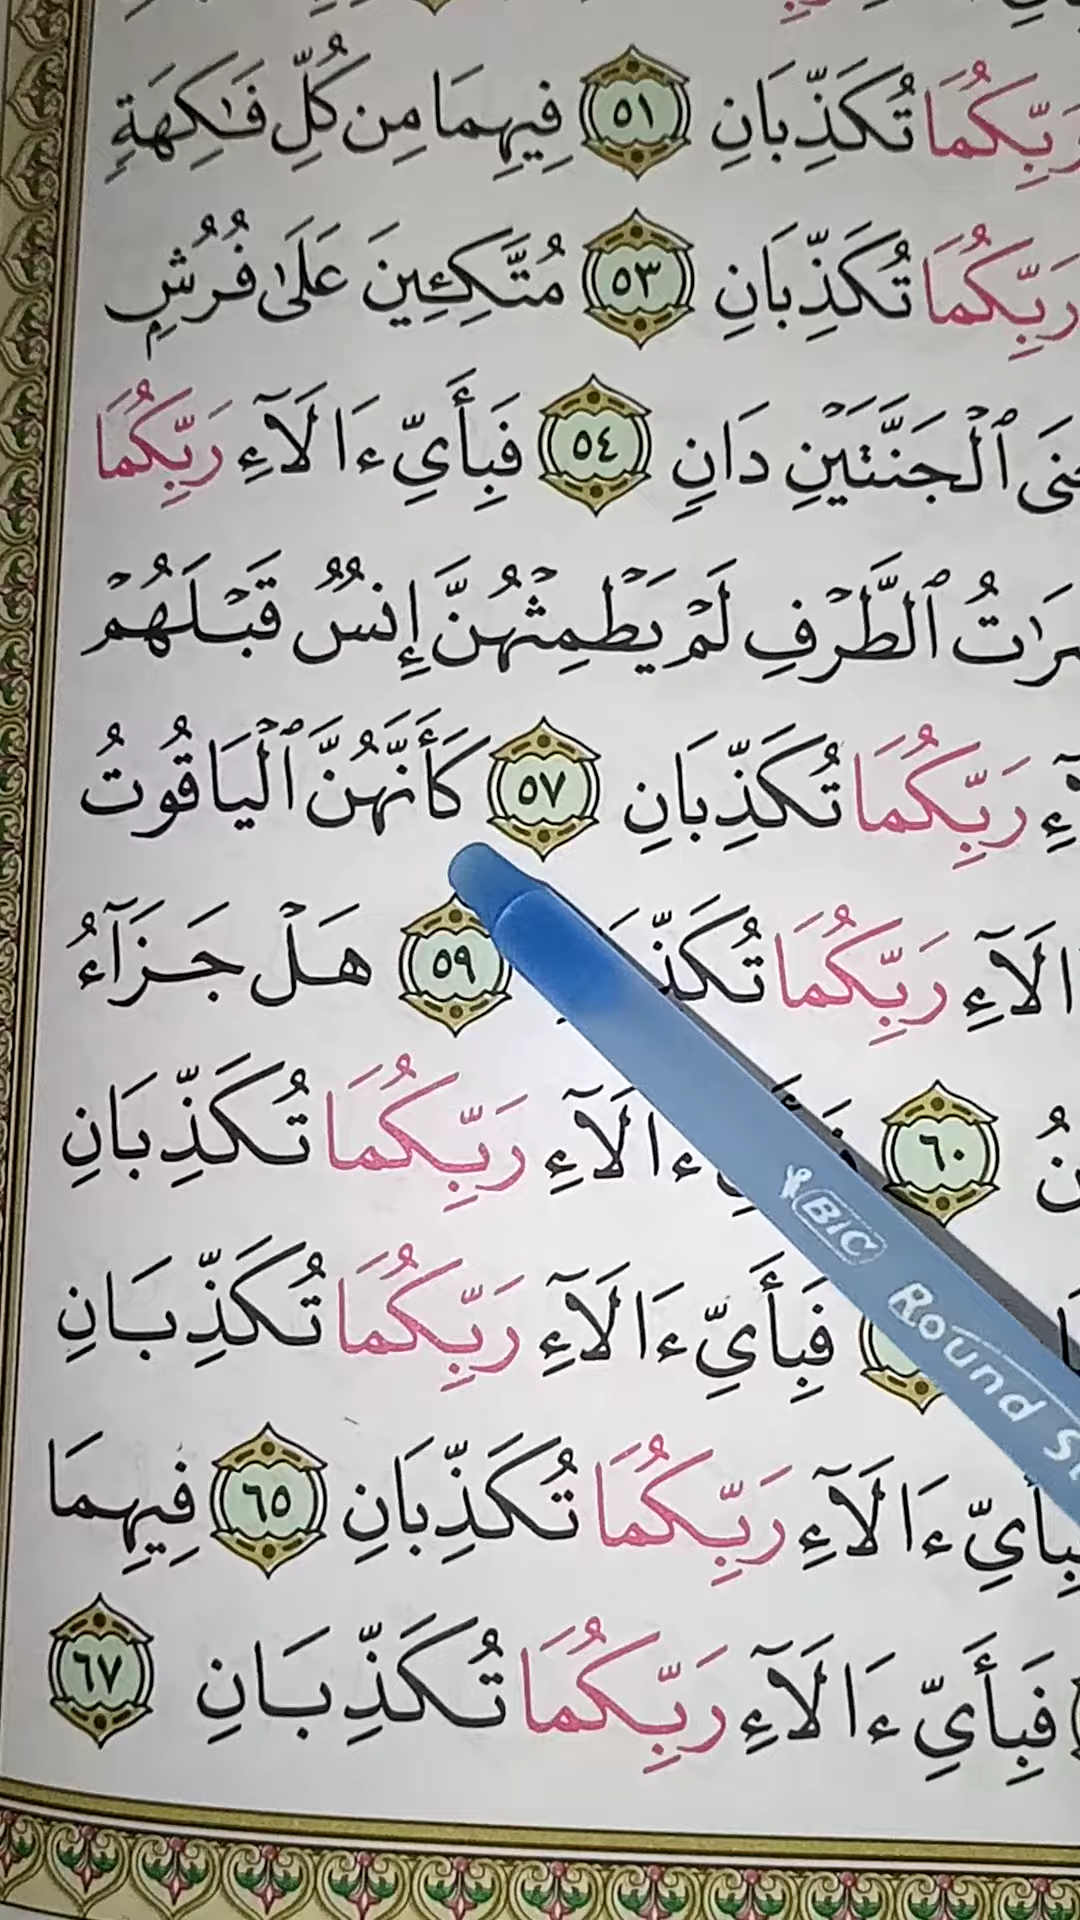 رَبِّكُمَا تُكَذِّبَانِ ٥١ فِيهِمَا مِن كُلِّ فَـٰكِهَةٍ
رَبِّكُمَا تُكَذِّبَانِ ٥٣ مُتَّكِـِٔينَ عَلَىٰ فُرُشٍ
ٱلْجَنَّتَيْنِ دَانٍ ٥٤ فَبِأَىِّ ءَالَآءِ رَبِّكُمَا
ٱلطَّرْفِ لَمْ يَطْمِثْهُنَّ إِنسٌ قَبْلَهُمْ
رَبِّكُمَا تُكَذِّبَانِ ٥٧ كَأَنَّهُنَّ ٱلْيَاقُوتُ
ءَالَآءِ رَبِّكُمَا ٥٩ هَلْ جَزَآءُ
٦٠ ءَالَآءِ رَبِّكُمَا تُكَذِّبَانِ
فَبِأَىِّ ءَالَآءِ رَبِّكُمَا تُكَذِّبَانِ
فَبِأَىِّ ءَالَآءِ رَبِّكُمَا تُكَذِّبَانِ ٦٥ فِيهِمَا
فَبِأَىِّ ءَالَآءِ رَبِّكُمَا تُكَذِّبَانِ ٦٧
BIC Round